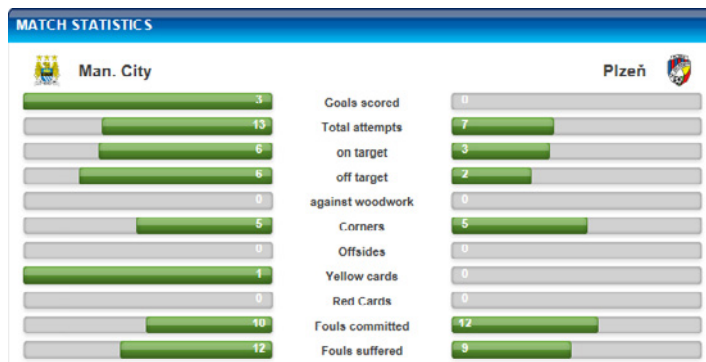 MATCH STATISTICS
Man. City Plzeň
3 Goals scored 0
13 Total attempts 7
6 on target 3
6 off target 2
0 against woodwork 0
5 Corners 5
0 Offsides 0
1 Yellow cards 0
0 Red Cards 0
10 Fouls committed 12
12 Fouls suffered 9